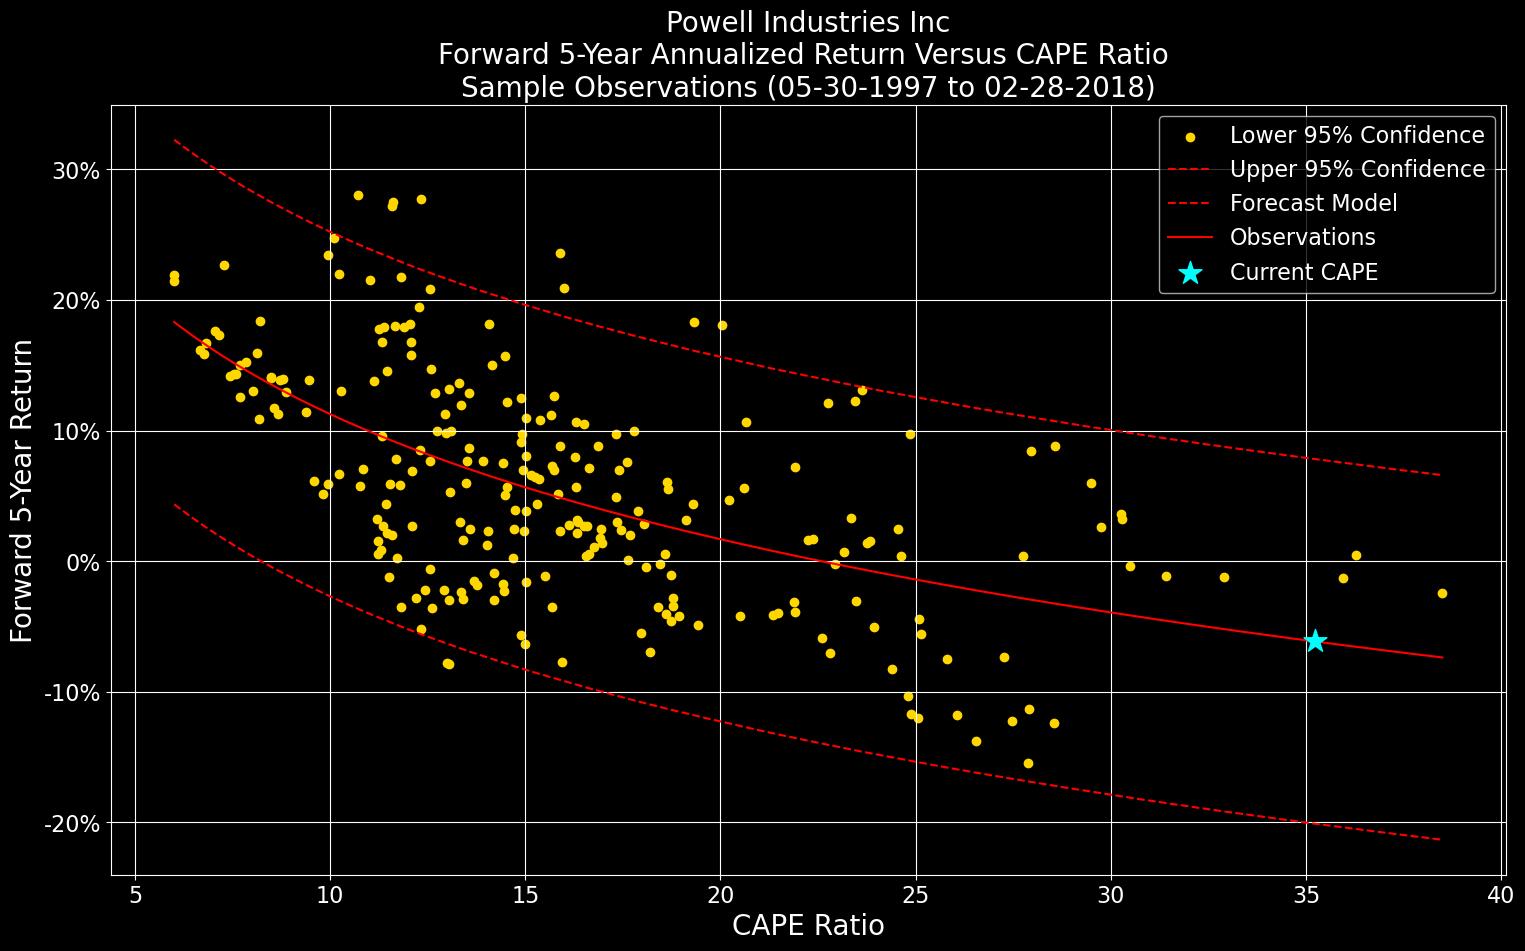 Powell Industries Inc
Forward 5-Year Annualized Return Versus CAPE Ratio
Sample Observations (05-30-1997 to 02-28-2018)
Lower 95% Confidence
Upper 95% Confidence
Forecast Model
Observations
Current CAPE
Forward 5-Year Return
30%
20%
10%
0%
-10%
-20%
5 10 15 20 25 30 35 40
CAPE Ratio